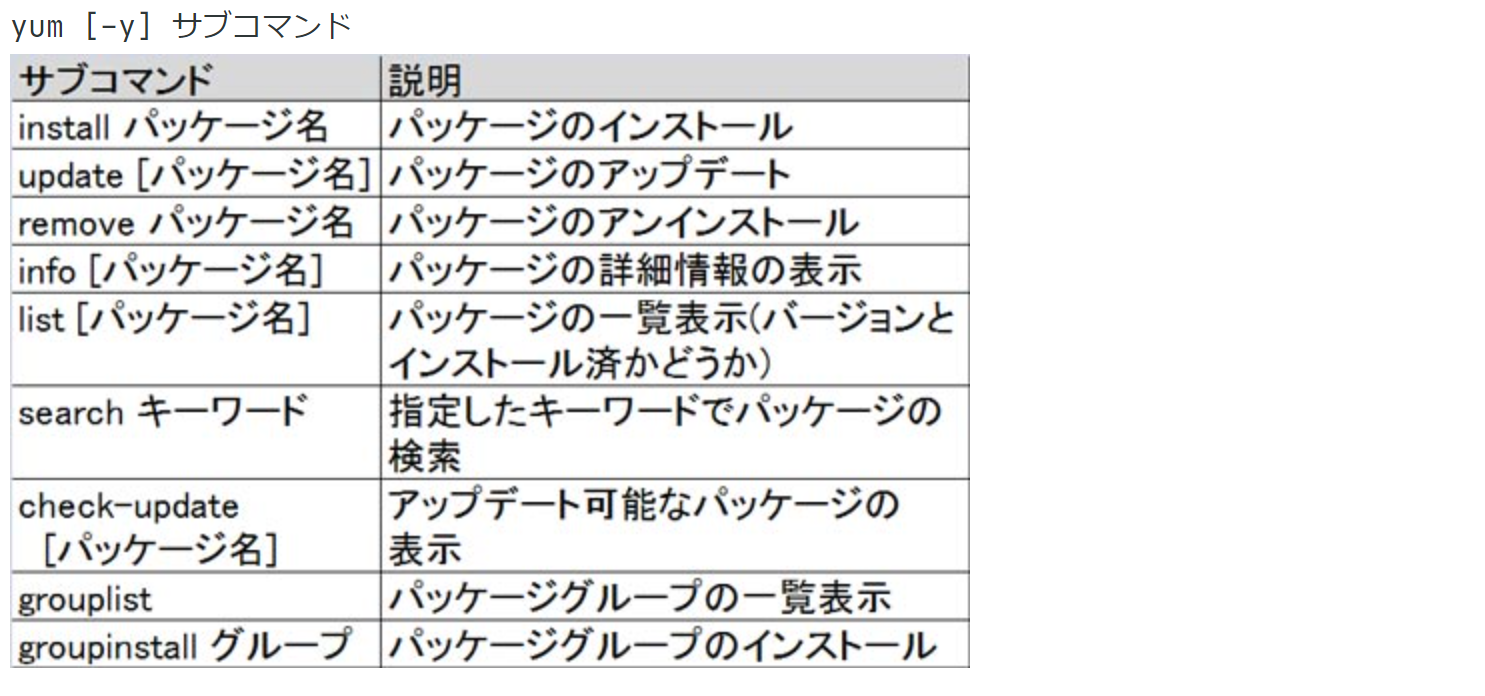 yum [-y] サブコマンド
サブコマンド 説明
install パッケージ名 パッケージのインストール
update [パッケージ名] パッケージのアップデート
remove パッケージ名 パッケージのアンインストール
info [パッケージ名] パッケージの詳細情報の表示
list [パッケージ名] パッケージの一覧表示(バージョンと
インストール済かどうか)
search キーワード 指定したキーワードでパッケージの
検索
check-update アップデート可能なパッケージの
[パッケージ名] 表示
grouplist パッケージグループの一覧表示
groupinstall グループ パッケージグループのインストール